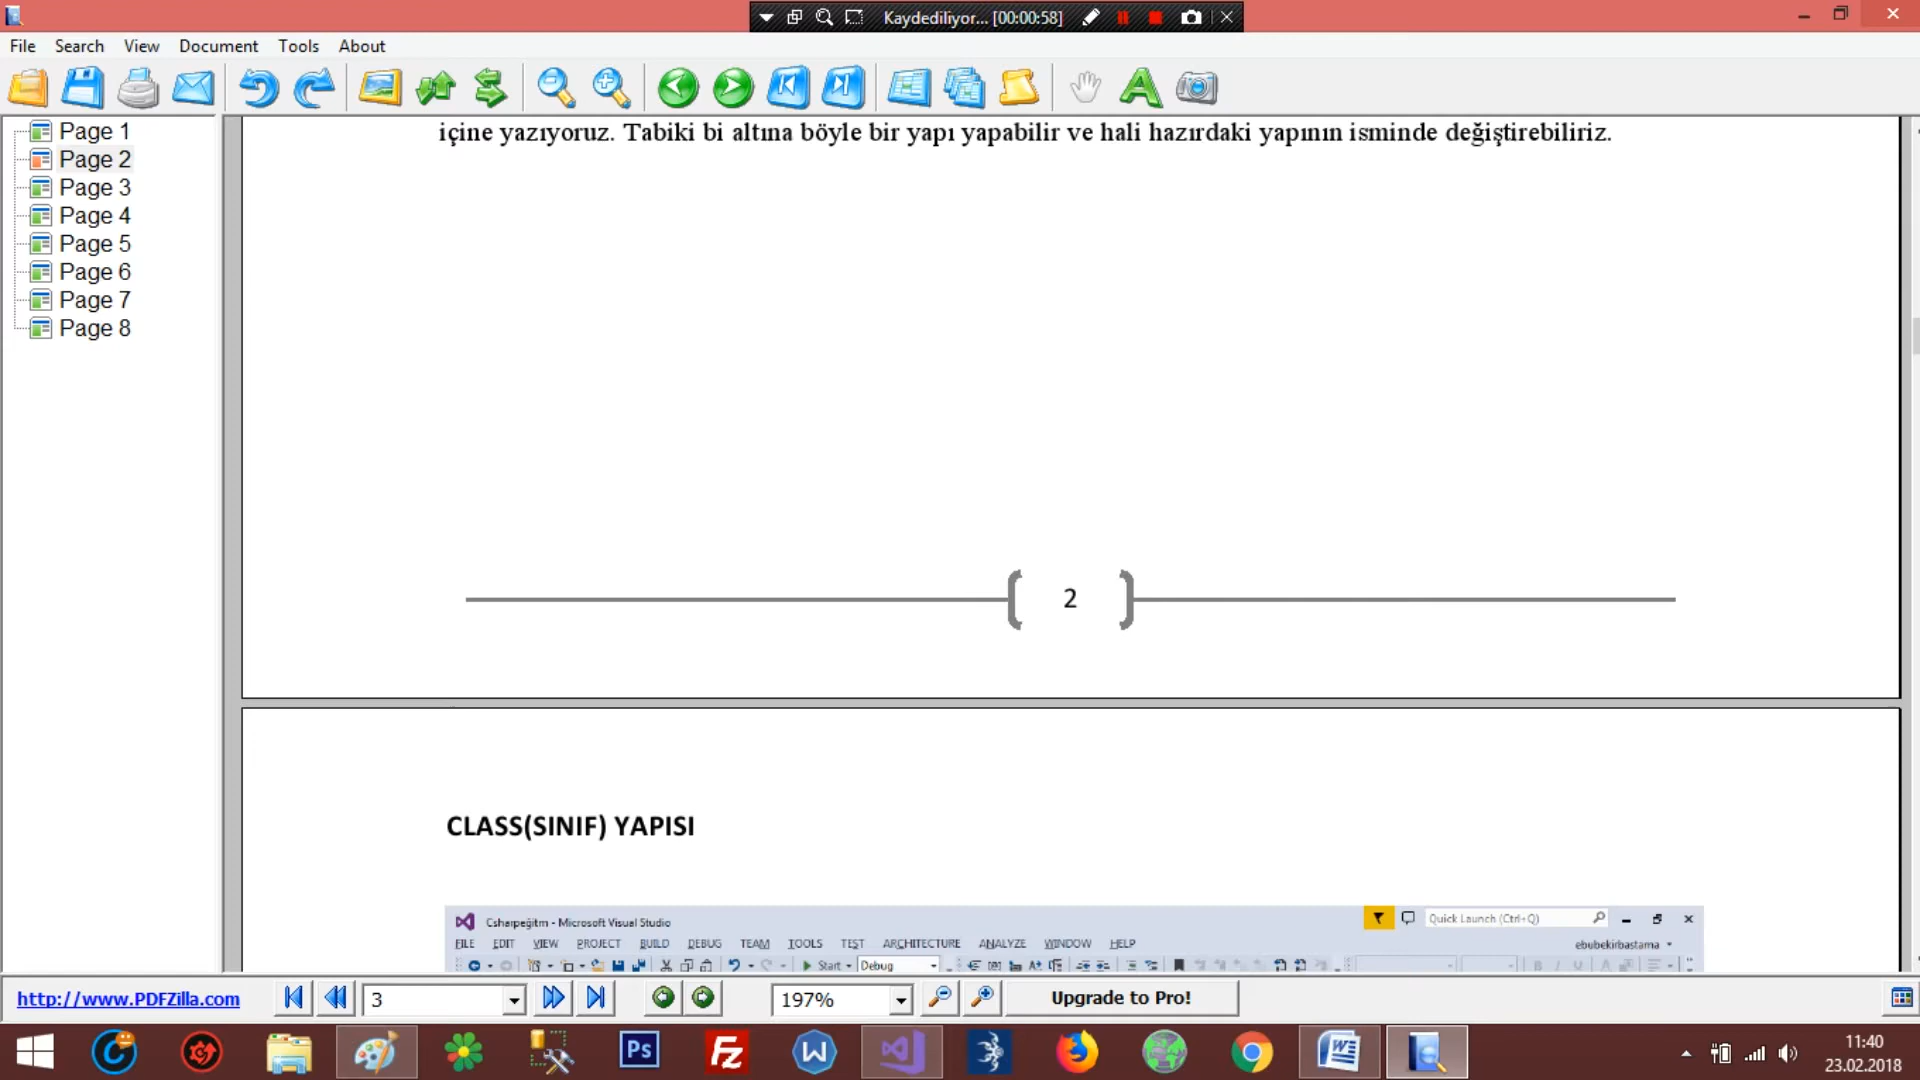 Kaydediliyor... [00:00:58]
File Search View Document Tools About
Page 1
Page 2
Page 3
Page 4
Page 5
Page 6
Page 7
Page 8
içine yazıyoruz. Tabiki bi altına böyle bir yapı yapabilir ve hali hazırdaki yapının isminde değiştirebiliriz.
2
CLASS(SINIF) YAPISI
Csharpeğitm - Microsoft Visual Studio
Quick Launch (Ctrl+Q)
FILE EDIT VIEW PROJECT BUILD DEBUG TEAM TOOLS TEST ARCHITECTURE ANALYZE WINDOW HELP
ebubekirbastama
Start Debug
http://www.PDFZilla.com
3
197%
Upgrade to Pro!
Ps
Fz
W
11:40
23.02.2018